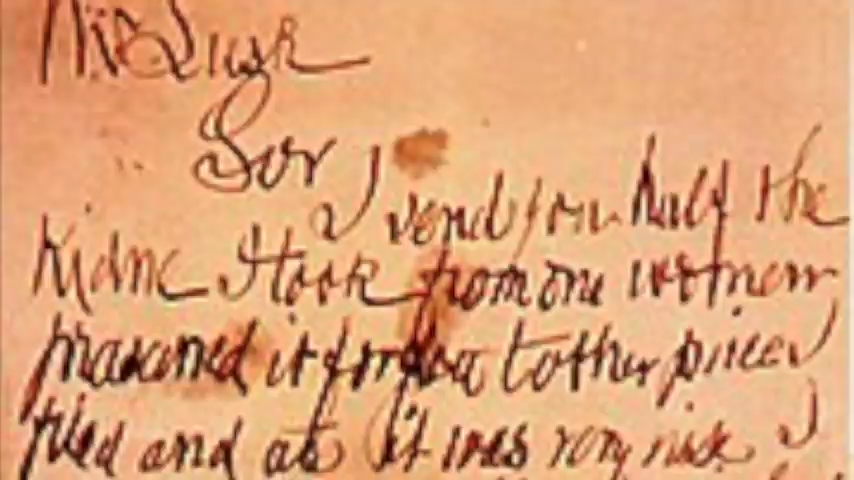 Mr Lusk
Sor
I send you half the
Kidne I took from one women
prasarved it for you tother piece I
fried and ate it was very nise I